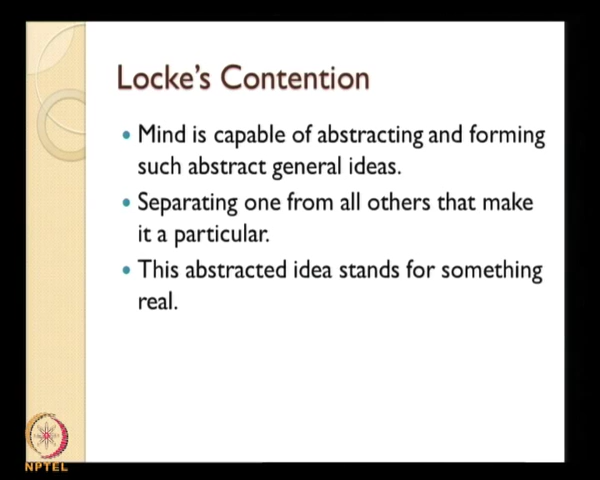 Locke's Contention
Mind is capable of abstracting and forming
such abstract general ideas.
Separating one from all others that make
it a particular.
This abstracted idea stands for something
real.
NPTEL